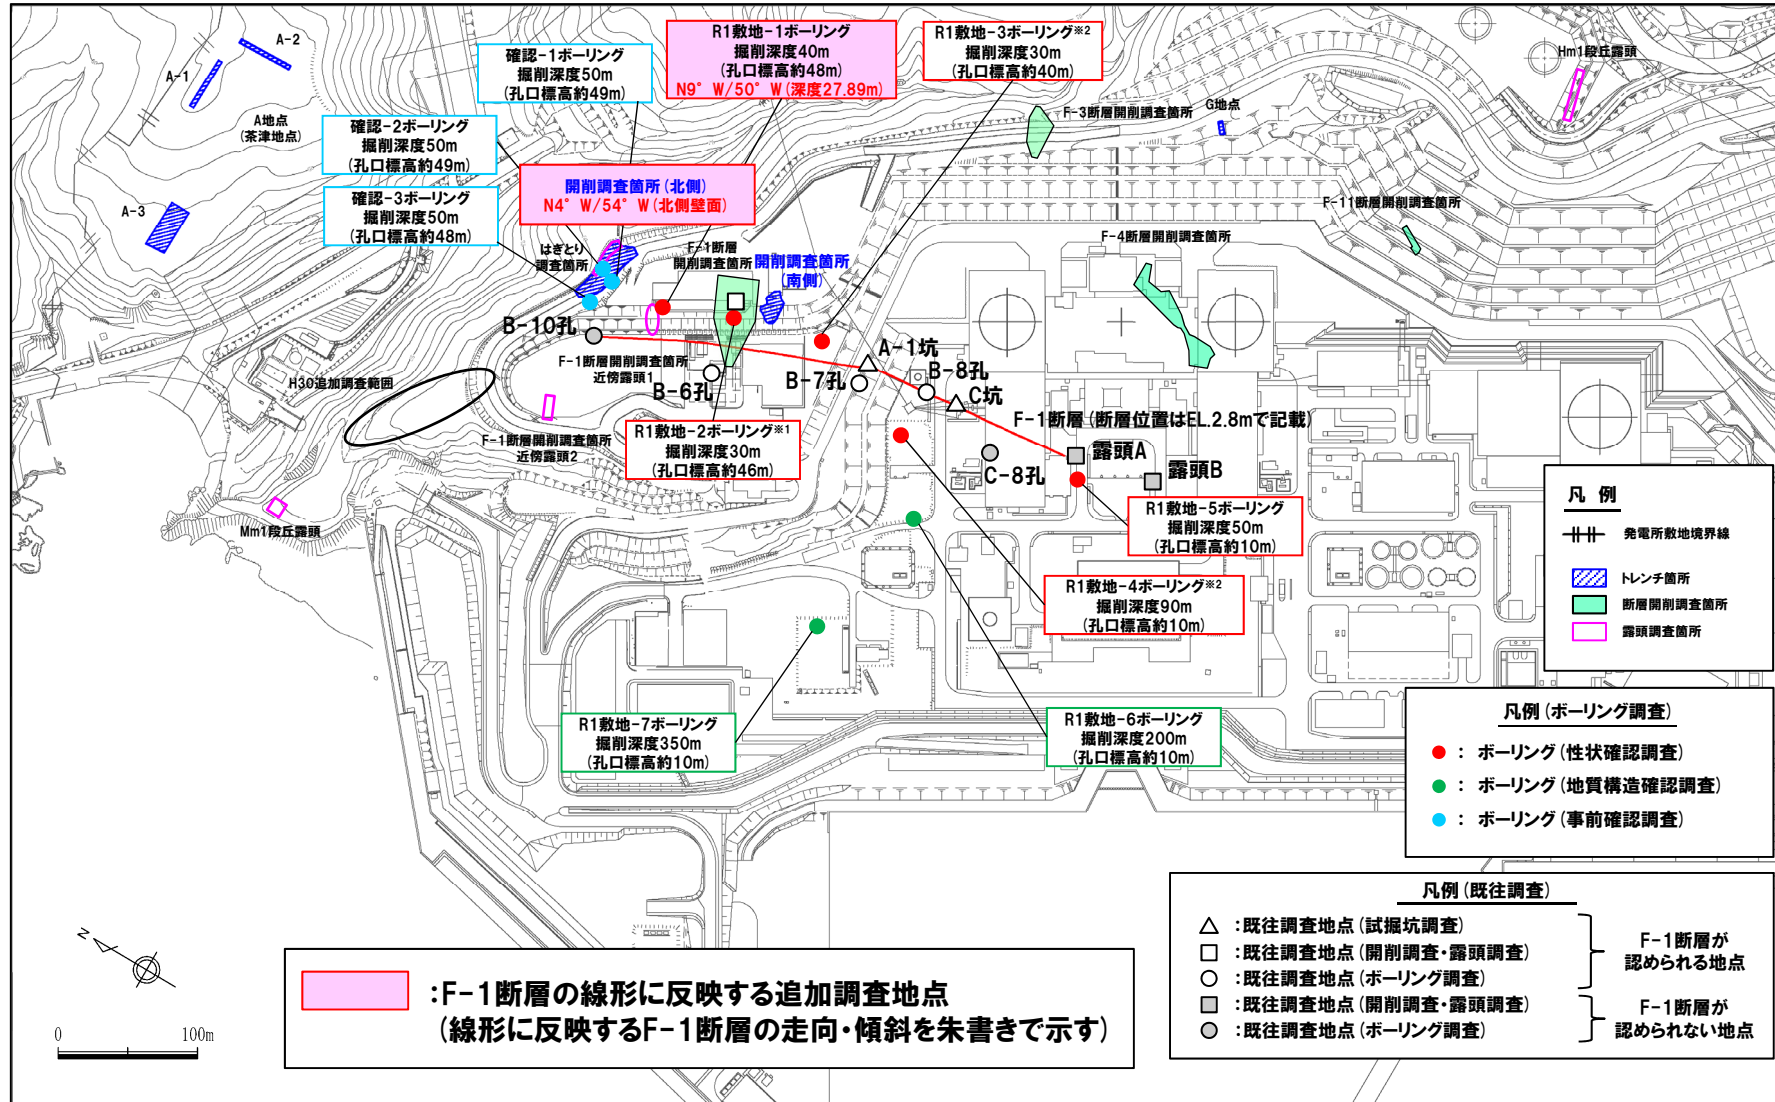 A-2
A-1
A地点
(茶津地点)
A-3
確認-1ボーリング
掘削深度50m
(孔口標高約49m)
R1敷地-1ボーリング
掘削深度40m
(孔口標高約48m)
N9°W/50°W(深度27.89m)
R1敷地-3ボーリング※2
掘削深度30m
(孔口標高約40m)
Hm1段丘露頭
確認-2ボーリング
掘削深度50m
(孔口標高約49m)
F-3断層開削調査箇所
G地点
確認-3ボーリング
掘削深度50m
(孔口標高約48m)
開削調査箇所(北側)
N4°W/54°W(北側壁面)
F-11断層開削調査箇所
はぎとり
調査箇所
F-1断層
開削調査箇所
開削調査箇所
(南側)
F-4断層開削調査箇所
B-10孔
F-1断層開削調査箇所
近傍露頭1
B-6孔
B-7孔
A-1坑
B-8孔
C坑
H30追加調査範囲
F-1断層(断層位置はEL.2.8mで記載)
F-1断層開削調査箇所
近傍露頭2
R1敷地-2ボーリング※1
掘削深度30m
(孔口標高約46m)
C-8孔
露頭A
露頭B
Mm1段丘露頭
R1敷地-5ボーリング
掘削深度50m
(孔口標高約10m)
R1敷地-4ボーリング※2
掘削深度90m
(孔口標高約10m)
R1敷地-7ボーリング
掘削深度350m
(孔口標高約10m)
R1敷地-6ボーリング
掘削深度200m
(孔口標高約10m)
凡例
発電所敷地境界線
トレンチ箇所
断層開削調査箇所
露頭調査箇所
凡例(ボーリング調査)
:ボーリング(性状確認調査)
:ボーリング(地質構造確認調査)
:ボーリング(事前確認調査)
凡例(既往調査)
:既往調査地点(試掘坑調査)
:既往調査地点(開削調査・露頭調査)
:既往調査地点(ボーリング調査)
F-1断層が
認められる地点
:既往調査地点(開削調査・露頭調査)
:既往調査地点(ボーリング調査)
F-1断層が
認められない地点
N
0 100m
:F-1断層の線形に反映する追加調査地点
(線形に反映するF-1断層の走向・傾斜を朱書きで示す)